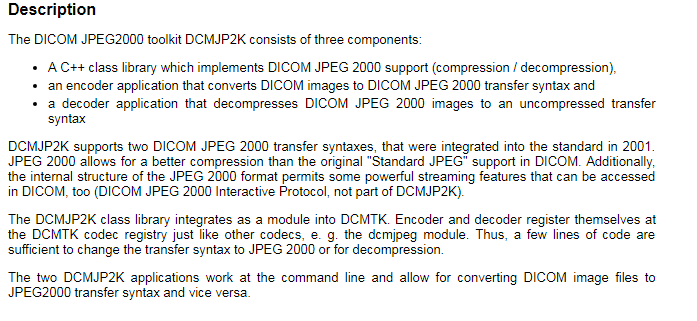 Description
The DICOM JPEG2000 toolkit DCMJP2K consists of three components:
• A C++ class library which implements DICOM JPEG 2000 support (compression / decompression),
• an encoder application that converts DICOM images to DICOM JPEG 2000 transfer syntax and
• a decoder application that decompresses DICOM JPEG 2000 images to an uncompressed transfer
syntax
DCMJP2K supports two DICOM JPEG 2000 transfer syntaxes, that were integrated into the standard in 2001.
JPEG 2000 allows for a better compression than the original "Standard JPEG" support in DICOM. Additionally,
the internal structure of the JPEG 2000 format permits some powerful streaming features that can be accessed
in DICOM, too (DICOM JPEG 2000 Interactive Protocol, not part of DCMJP2K).
The DCMJP2K class library integrates as a module into DCMTK. Encoder and decoder register themselves at
the DCMTK codec registry just like other codecs, e. g. the dcmjpeg module. Thus, a few lines of code are
sufficient to change the transfer syntax to JPEG 2000 or for decompression.
The two DCMJP2K applications work at the command line and allow for converting DICOM image files to
JPEG2000 transfer syntax and vice versa.